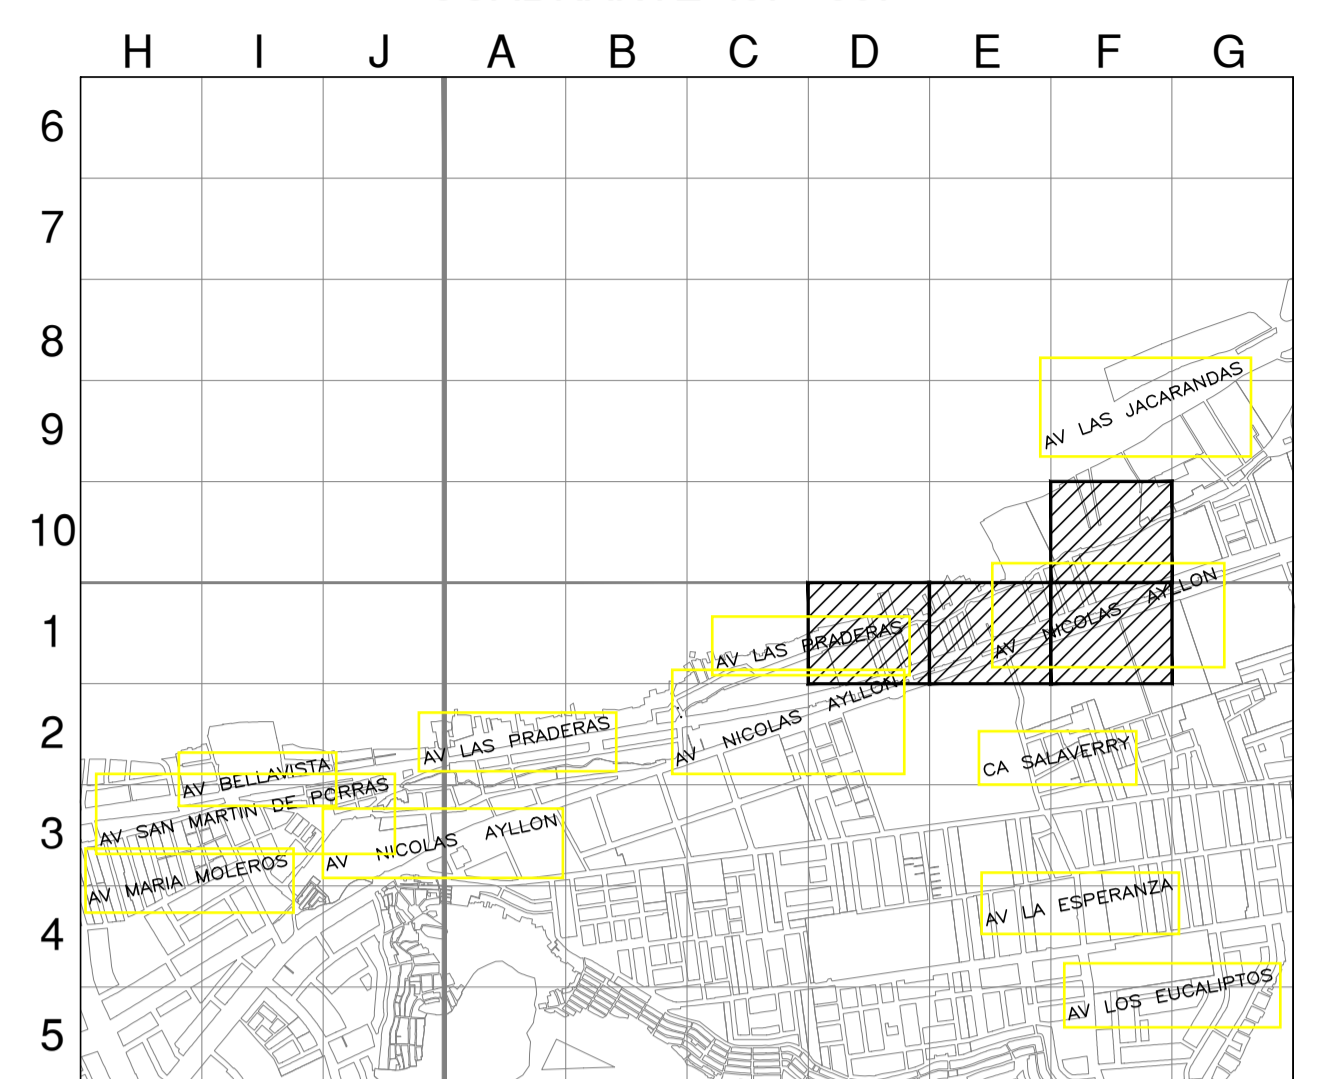 H I J A B C D E F G
6
7
8
AV LAS JACARANDAS
9
10
AV NICOLAS AYLLON
1
AV LAS PRADERAS
AV NICOLAS AYLLON
2
AV LAS PRADERAS
CA SALAVERRY
AV BELLAVISTA
AV SAN MARTIN DE PORRAS
3
AV NICOLAS AYLLON
AV MARIA MOLEROS
AV LA ESPERANZA
4
AV LOS EUCALIPTOS
5